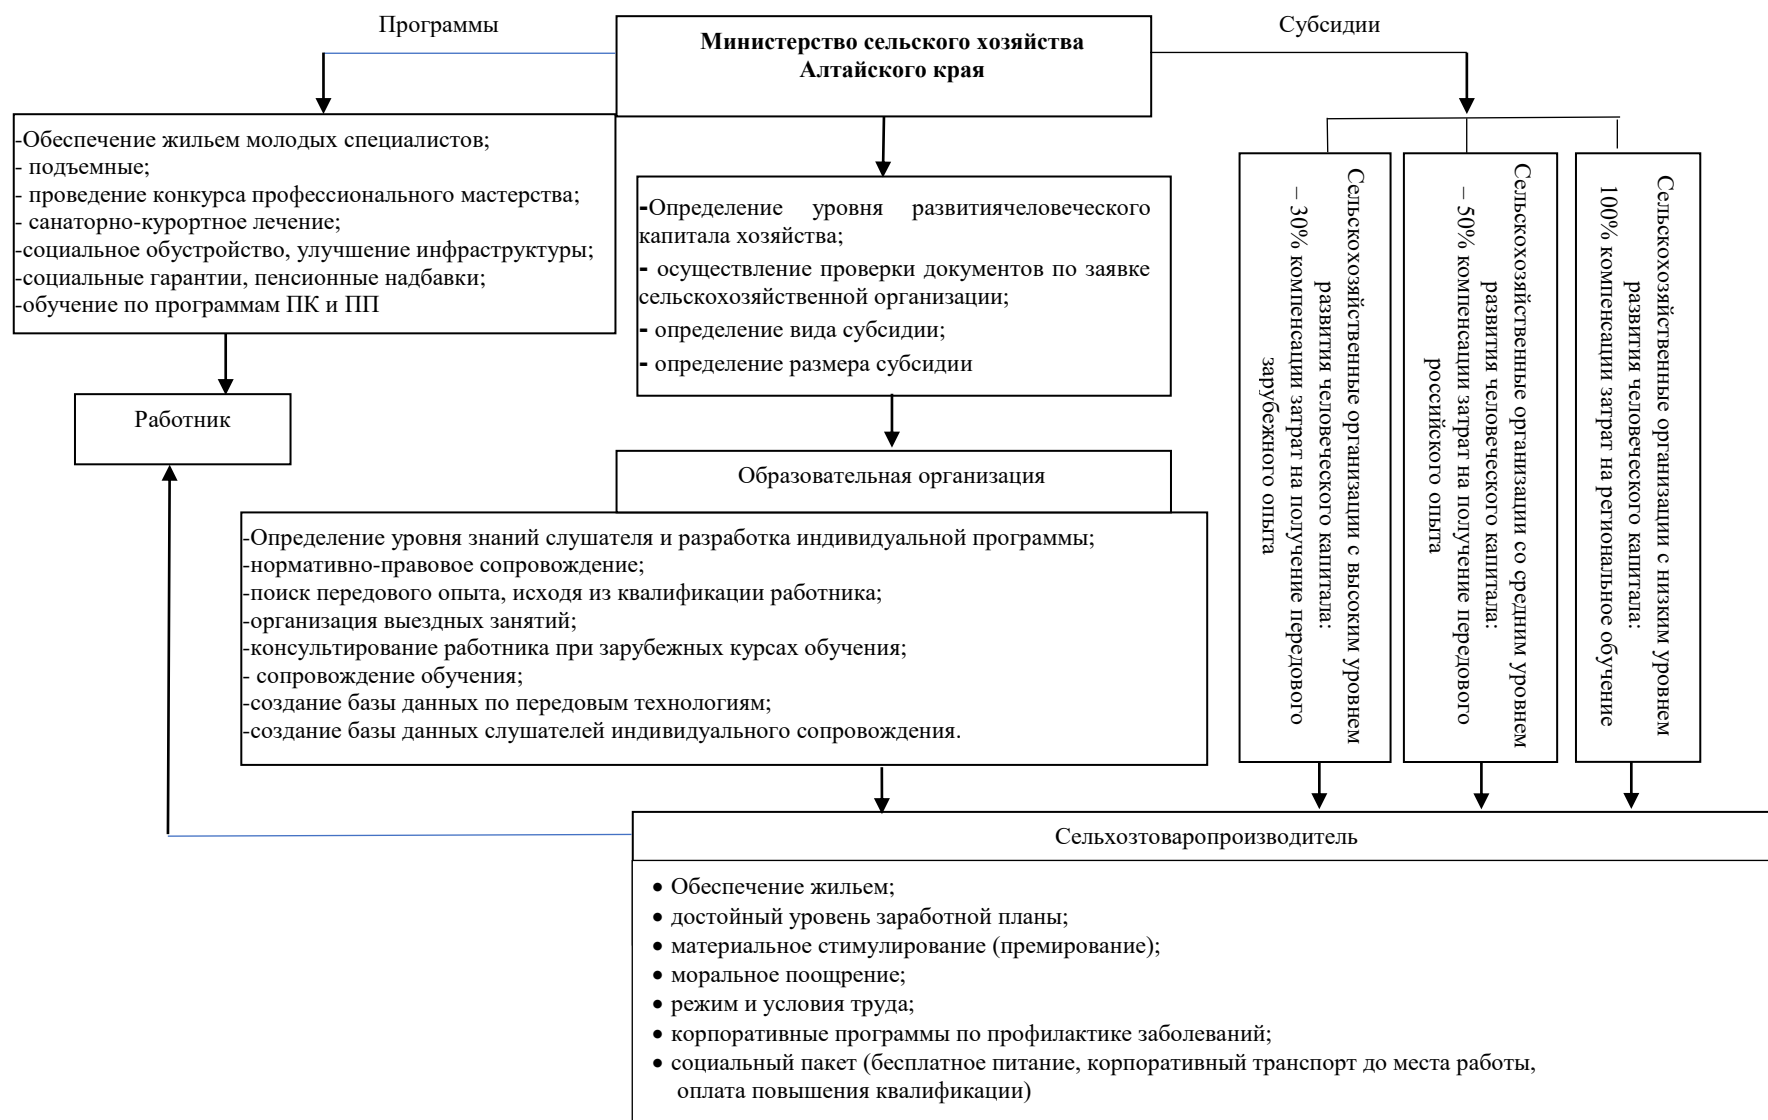 Программы
Субсидии
Министерство сельского хозяйства
Алтайского края
-Обеспечение жильем молодых специалистов;
- подъемные;
- проведение конкурса профессионального мастерства;
- санаторно-курортное лечение;
-социальное обустройство, улучшение инфраструктуры;
-социальные гарантии, пенсионные надбавки;
-обучение по программам ПК и ПП
Работник
-Определение уровня развитиячеловеческого
капитала хозяйства;
- осуществление проверки документов по заявке
сельскохозяйственной организации;
- определение вида субсидии;
- определение размера субсидии
Сельскохозяйственные организации с высоким уровнем
развития человеческого капитала:
– 30% компенсации затрат на получение передового
зарубежного опыта
Сельскохозяйственные организации со средним уровнем
развития человеческого капитала:
– 50% компенсации затрат на получение передового
российского опыта
Сельскохозяйственные организации с низким уровнем
развития человеческого капитала:
100% компенсации затрат на региональное обучение
Образовательная организация
-Определение уровня знаний слушателя и разработка индивидуальной программы;
-нормативно-правовое сопровождение;
-поиск передового опыта, исходя из квалификации работника;
-организация выездных занятий;
-консультирование работника при зарубежных курсах обучения;
- сопровождение обучения;
-создание базы данных по передовым технологиям;
-создание базы данных слушателей индивидуального сопровождения.
Сельхозтоваропроизводитель
• Обеспечение жильем;
• достойный уровень заработной планы;
• материальное стимулирование (премирование);
• моральное поощрение;
• режим и условия труда;
• корпоративные программы по профилактике заболеваний;
• социальный пакет (бесплатное питание, корпоративный транспорт до места работы,
оплата повышения квалификации)